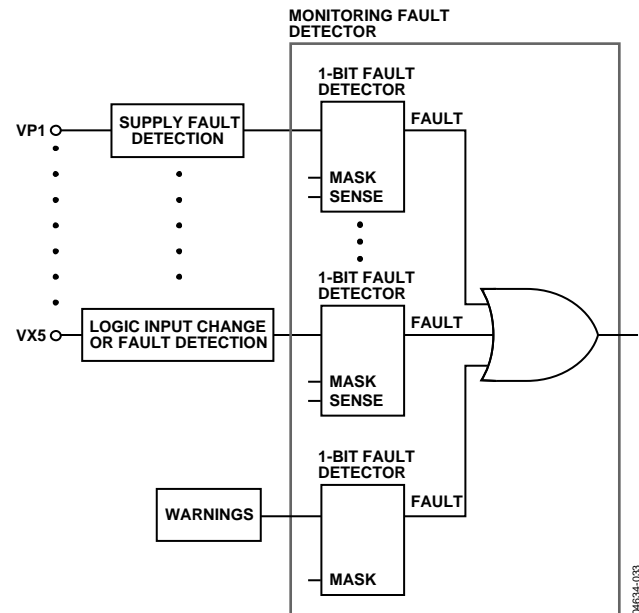 MONITORING FAULT
DETECTOR
1-BIT FAULT
DETECTOR
FAULT
VP1
SUPPLY FAULT
DETECTION
MASK
SENSE
1-BIT FAULT
DETECTOR
FAULT
VX5
LOGIC INPUT CHANGE
OR FAULT DETECTION
MASK
SENSE
1-BIT FAULT
DETECTOR
FAULT
WARNINGS
MASK
04634-033